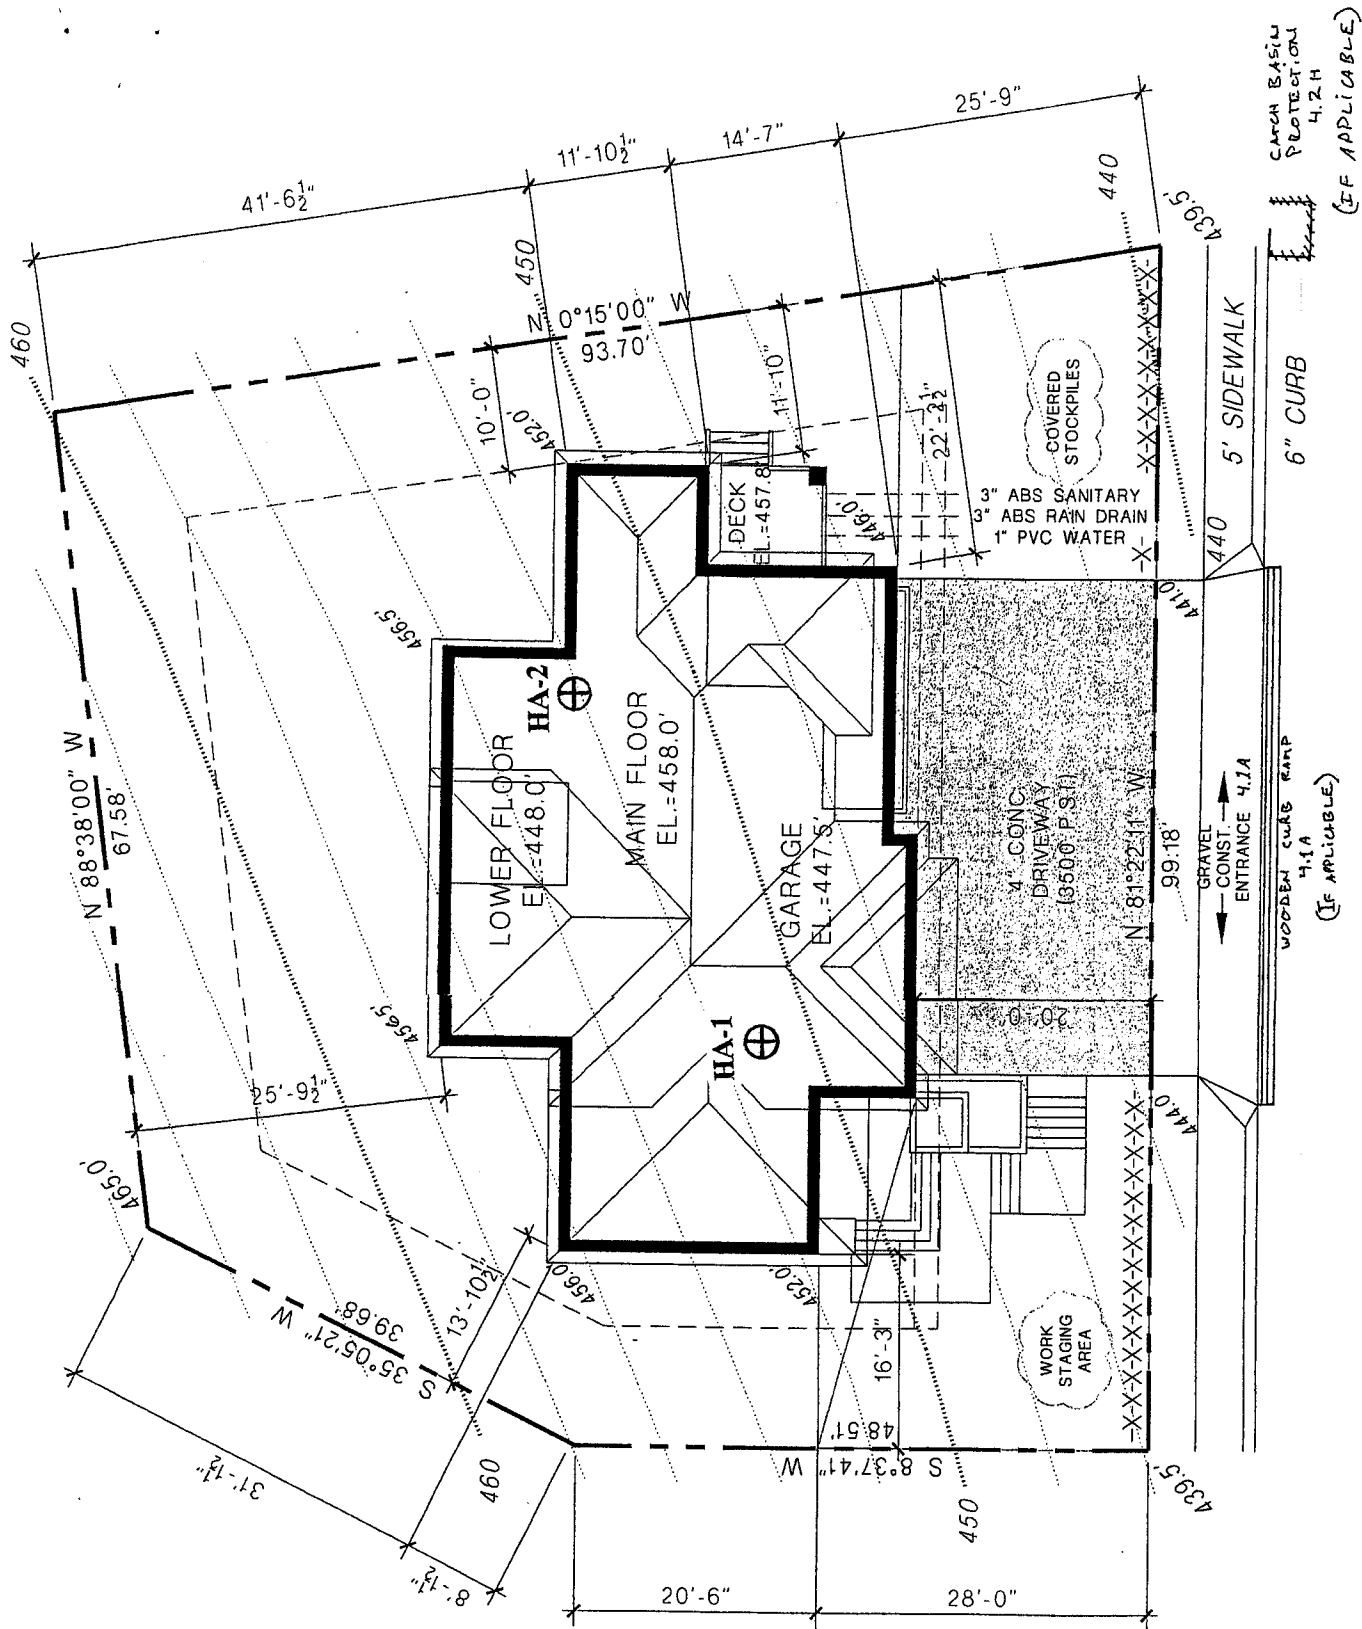 CATCH BASIN
PROTECTION
4.2H
(IF APPLICABLE)
25'-9"
14'-7"
11'-10½"
41'-6½"
460
450
440
439.5'
N 0°15'00" W
93.70'
10'-0"
452.0'
11'-10"
22'-2½"
COVERED
STOCKPILES
5' SIDEWALK
6" CURB
DECK
EL.=457.8'
446.0'
3" ABS SANITARY
3" ABS RAIN DRAIN
1" PVC WATER
-X-
-X-X-X-X-X-X-X-X-X-
440
441.0
456.5'
HA-2
N 88°38'00" W
67.58'
LOWER FLOOR
EL.=448.0'
MAIN FLOOR
EL.=458.0'
GARAGE
EL.=447.5'
4" CONC.
DRIVEWAY
(3500 P.S.I)
N 81°22'11" W
99.18'
GRAVEL
CONST.
ENTRANCE 4.1A
WOODEN CURB RAMP
4.1A
(IF APPLICABLE)
20'-0"
HA-1
25'-9½"
465.0'
444.0'
S 35°05'21" W
39.68'
13'-10½"
456.0'
452.0'
16'-3"
WORK
STAGING
AREA
-X-X-X-X-X-X-X-X-X-X-X-X-X-X-
48.51'
S 8°37'41" W
31'-1½"
8'-1½"
460
450
439.5'
20'-6"
28'-0"